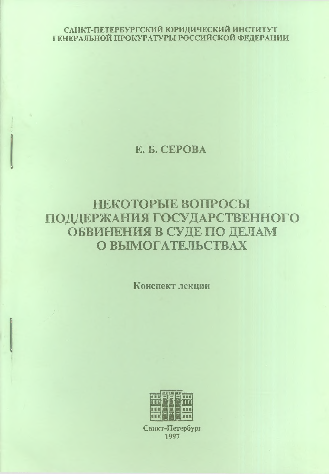 САНКТ-ПЕТЕРБУРГСКИЙ ЮРИДИЧЕСКИЙ ИНСТИТУТ
ГЕНЕРАЛЬНОЙ ПРОКУРАТУРЫ РОССИЙСКОЙ ФЕДЕРАЦИИ
Е. Б. СЕРОВА
НЕКОТОРЫЕ ВОПРОСЫ
ПОДДЕРЖАНИЯ ГОСУДАРСТВЕННОГО
ОБВИНЕНИЯ В СУДЕ ПО ДЕЛАМ
О ВЫМОГАТЕЛЬСТВАХ
Конспект лекции
Санкт-Петербург
1997